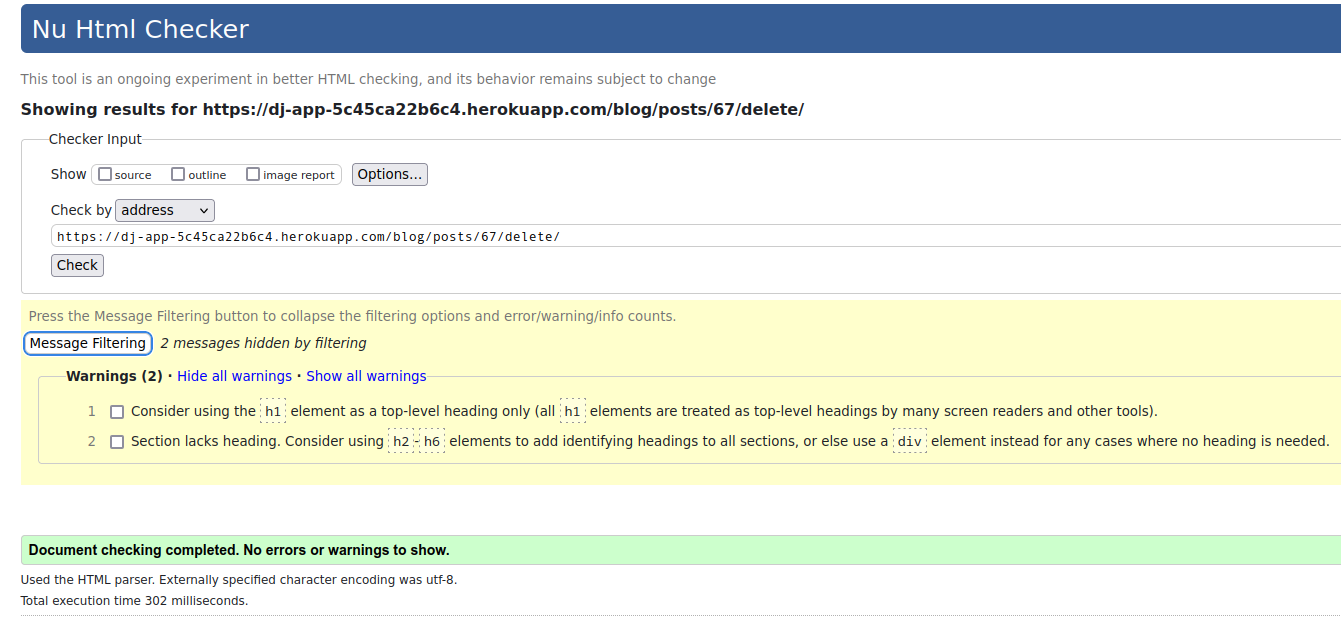 Nu Html Checker
This tool is an ongoing experiment in better HTML checking, and its behavior remains subject to change
Showing results for https://dj-app-5c45ca22b6c4.herokuapp.com/blog/posts/67/delete/
Checker Input
Show source outline image report Options...
Check by address
https://dj-app-5c45ca22b6c4.herokuapp.com/blog/posts/67/delete/
Check
Press the Message Filtering button to collapse the filtering options and error/warning/info counts.
Message Filtering 2 messages hidden by filtering
Warnings (2) · Hide all warnings · Show all warnings
1 Consider using the h1 element as a top-level heading only (all h1 elements are treated as top-level headings by many screen readers and other tools).
2 Section lacks heading. Consider using h2-h6 elements to add identifying headings to all sections, or else use a div element instead for any cases where no heading is needed.
Document checking completed. No errors or warnings to show.
Used the HTML parser. Externally specified character encoding was utf-8.
Total execution time 302 milliseconds.